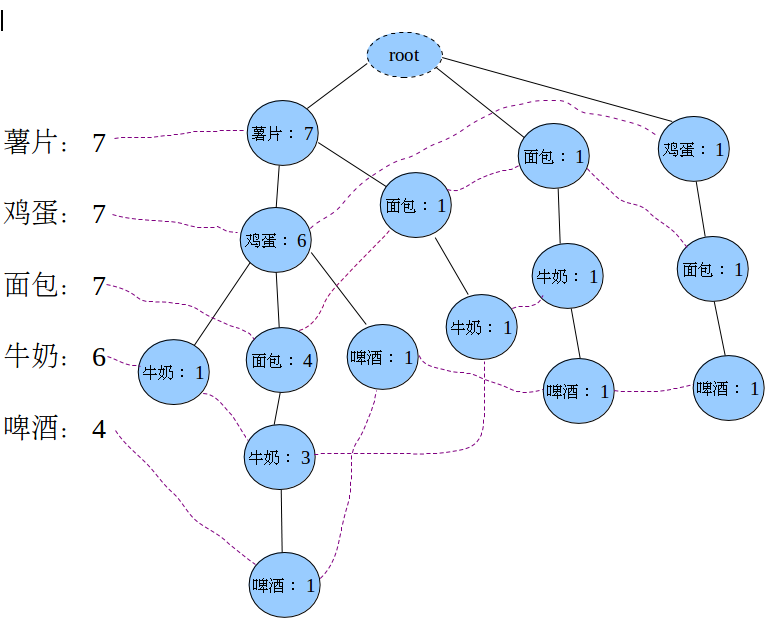 root
薯片： 7
鸡蛋： 7
面包： 7
牛奶： 6
啤酒： 4
薯片： 7
面包： 1
鸡蛋： 1
鸡蛋： 6
面包： 1
牛奶： 1
面包： 1
牛奶： 1
面包： 4
啤酒： 1
牛奶： 1
啤酒： 1
啤酒： 1
牛奶： 3
啤酒： 1